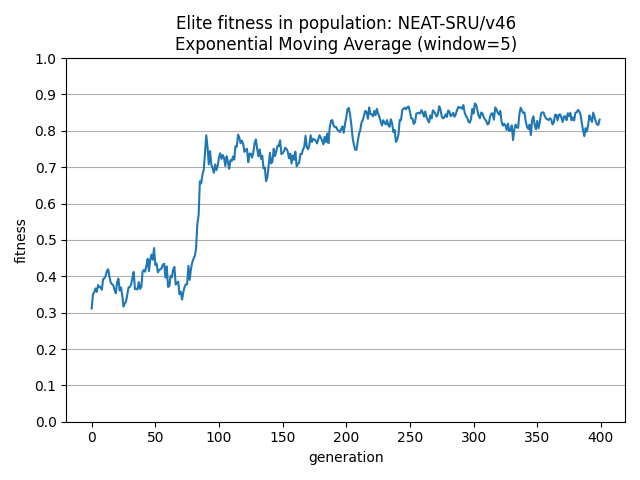 Elite fitness in population: NEAT-SRU/v46
Exponential Moving Average (window=5)
1.0
0.9
0.8
0.7
0.6
0.5
0.4
0.3
0.2
0.1
0.0
fitness
0 50 100 150 200 250 300 350 400
generation